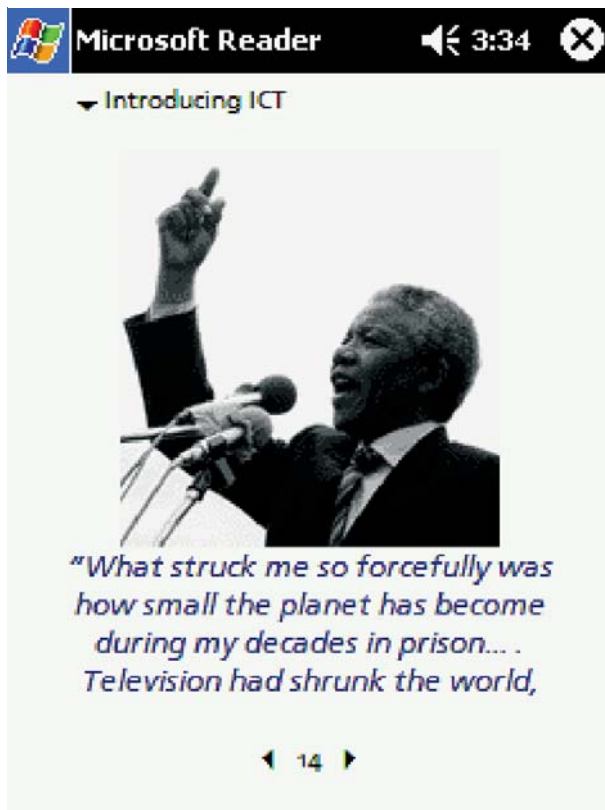 Microsoft Reader 3:34
Introducing ICT
"What struck me so forcefully was
how small the planet has become
during my decades in prison... .
Television had shrunk the world,
14